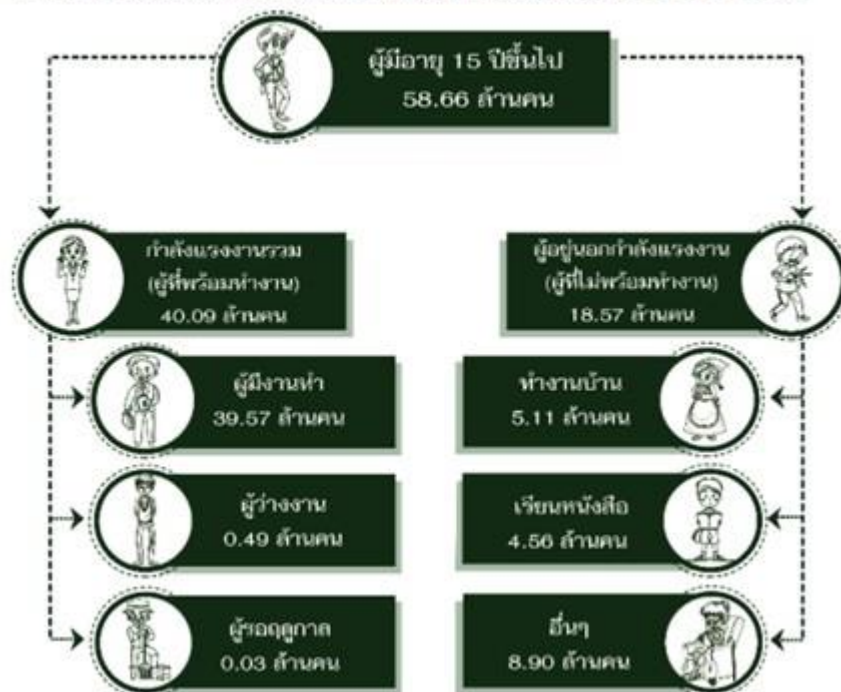 ผู้มีอายุ 15 ปีขึ้นไป
58.66 ล้านคน
กำลังแรงงานรวม
(ผู้ที่พร้อมทำงาน)
40.09 ล้านคน
ผู้อยู่นอกกำลังแรงงาน
(ผู้ที่ไม่พร้อมทำงาน)
18.57 ล้านคน
ผู้มีงานทำ
39.57 ล้านคน
ทำงานบ้าน
5.11 ล้านคน
ผู้ว่างงาน
0.49 ล้านคน
เรียนหนังสือ
4.56 ล้านคน
ผู้รอฤดูกาล
0.03 ล้านคน
อื่นๆ
8.90 ล้านคน